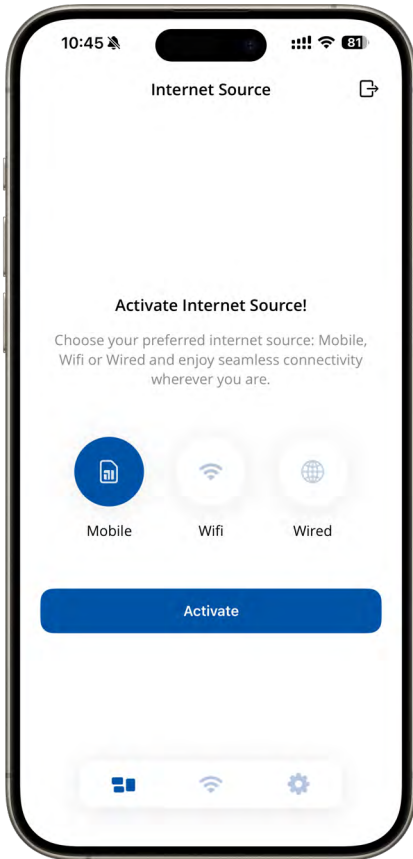 10:45
81
Internet Source
Activate Internet Source!
Choose your preferred internet source: Mobile,
Wifi or Wired and enjoy seamless connectivity
wherever you are.
Mobile Wifi Wired
Activate